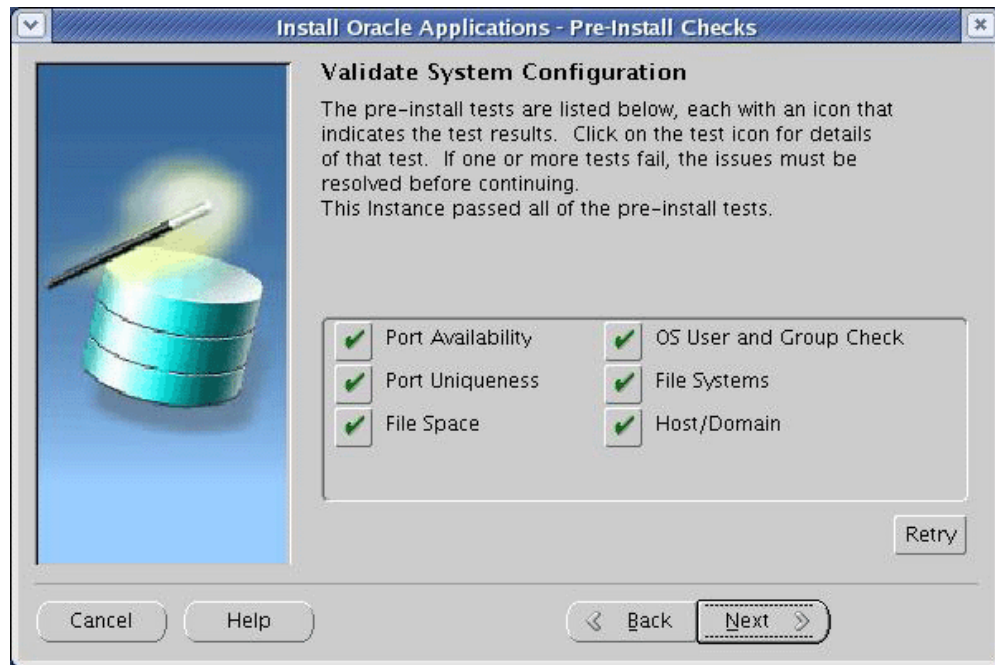 Install Oracle Applications - Pre-Install Checks
Validate System Configuration
The pre-install tests are listed below, each with an icon that
indicates the test results. Click on the test icon for details
of that test. If one or more tests fail, the issues must be
resolved before continuing.
This Instance passed all of the pre-install tests.
Port Availability
OS User and Group Check
Port Uniqueness
File Systems
File Space
Host/Domain
Retry
Cancel
Help
Back
Next